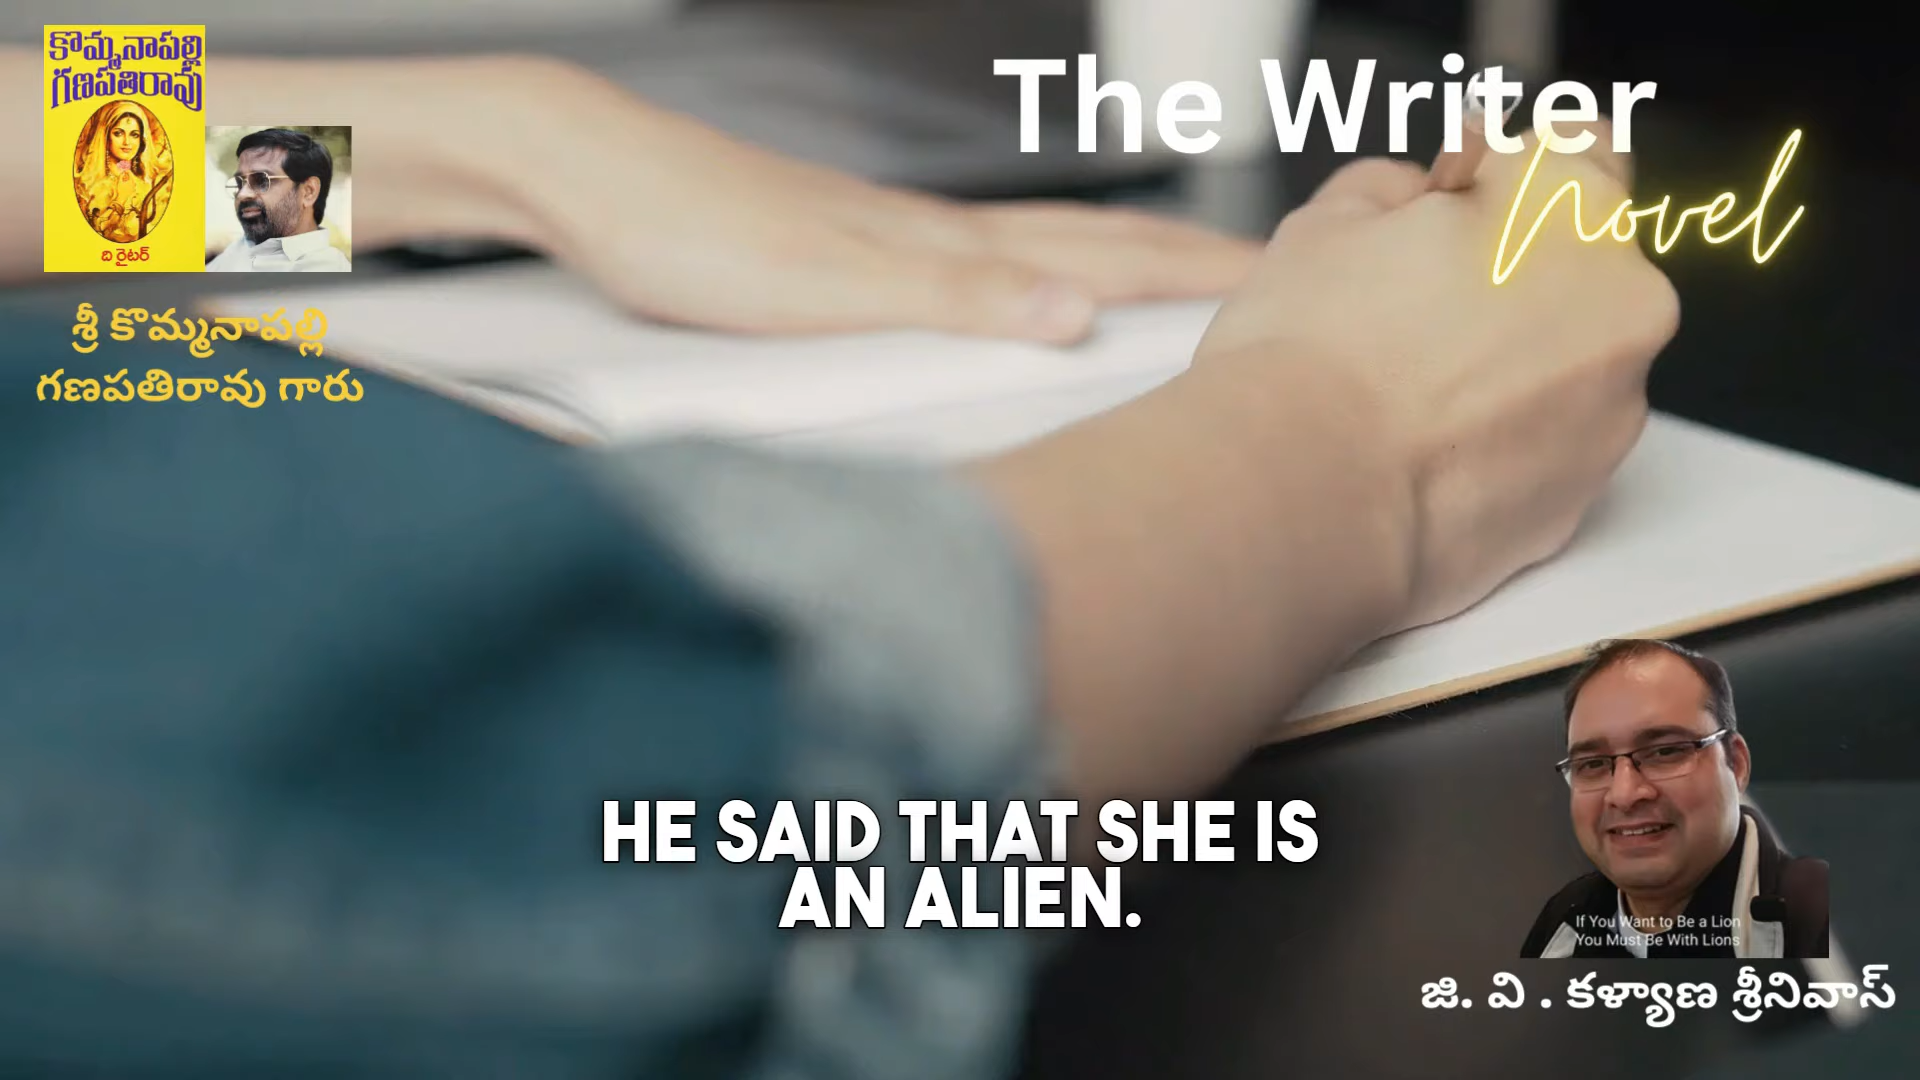 కొమ్మనాపల్లి
గణపతిరావు
ది రైటర్
శ్రీ కొమ్మనాపల్లి
గణపతిరావు గారు
The Writer
Novel
HE SAID THAT SHE IS
AN ALIEN.
If You Want to Be a Lion
You Must Be With Lions
జి. వి . కళ్యాణ శ్రీనివాస్